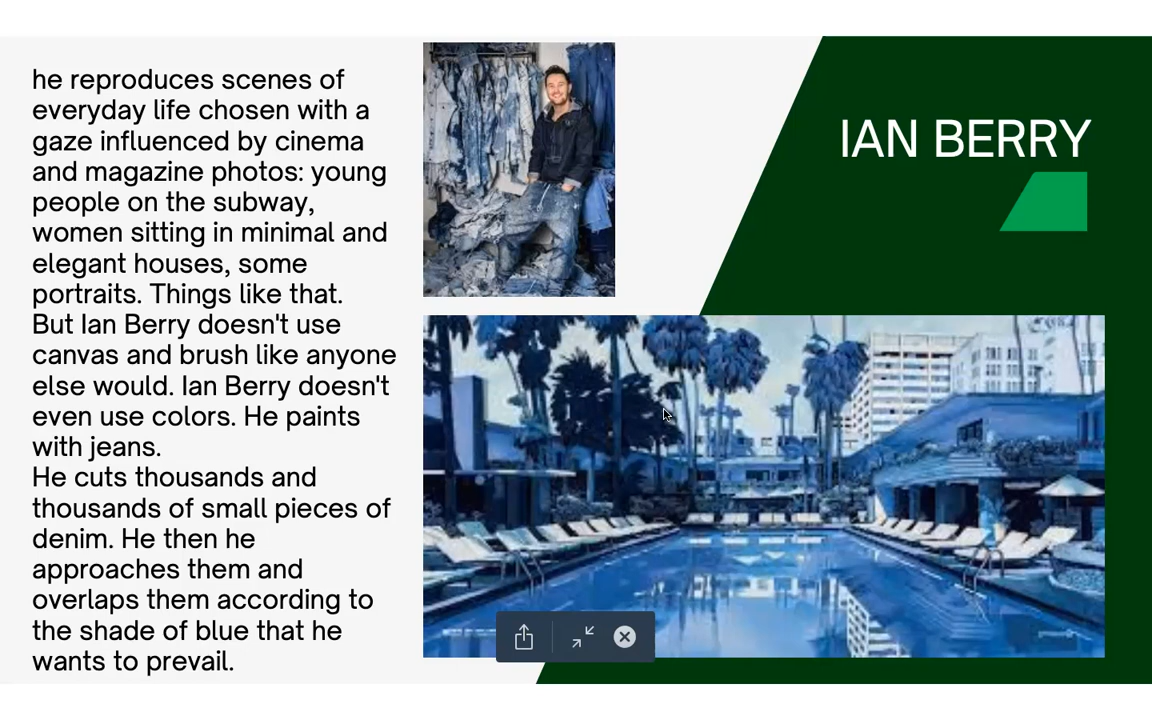 he reproduces scenes of
everyday life chosen with a
gaze influenced by cinema
and magazine photos: young
people on the subway,
women sitting in minimal and
elegant houses, some
portraits. Things like that.
But Ian Berry doesn't use
canvas and brush like anyone
else would. Ian Berry doesn't
even use colors. He paints
with jeans.
He cuts thousands and
thousands of small pieces of
denim. He then he
approaches them and
overlaps them according to
the shade of blue that he
wants to prevail.
IAN BERRY